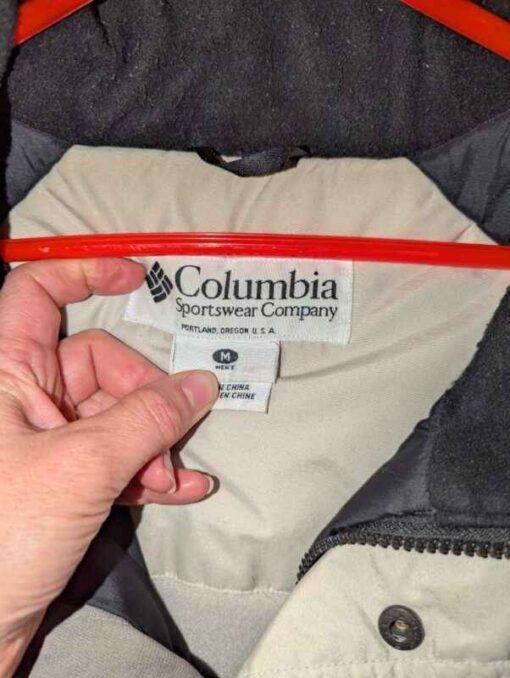 Columbia
Sportswear Company
PORTLAND, OREGON U.S.A.
M
MEN'S
CHINA
EN CHINE